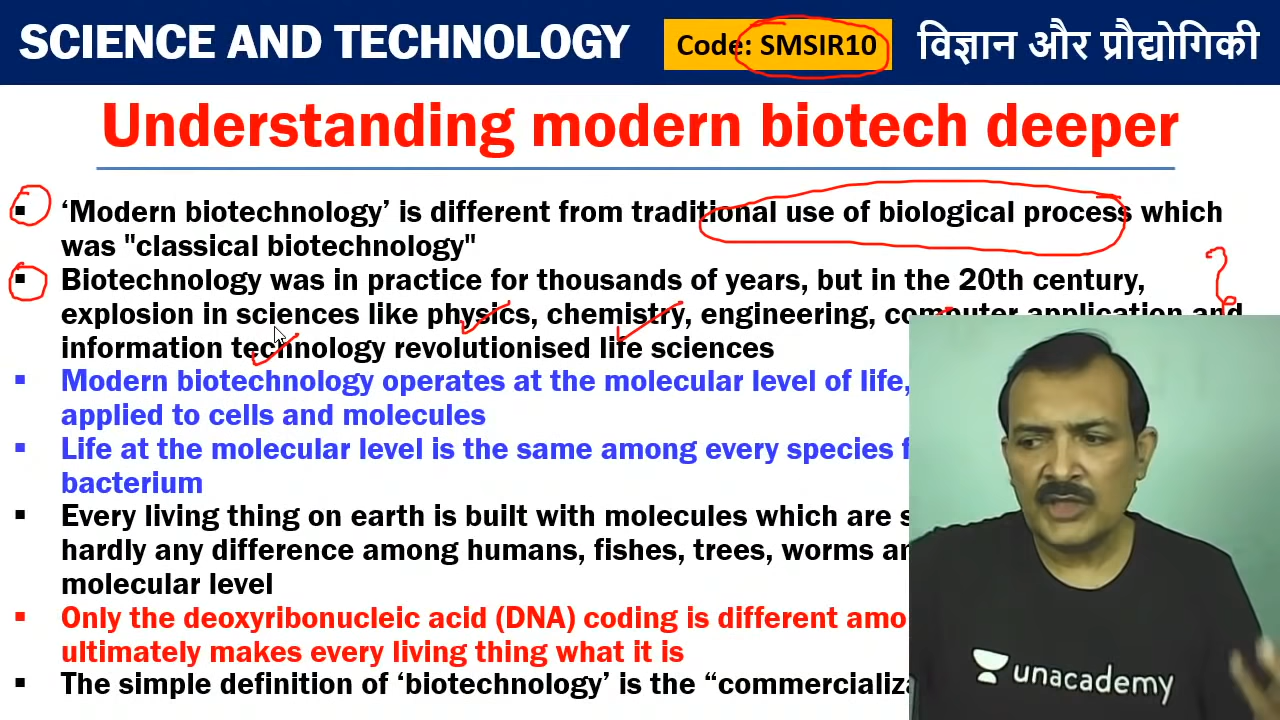 SCIENCE AND TECHNOLOGY
Code: SMSIR10
विज्ञान और प्रौद्योगिकी
Understanding modern biotech deeper
▪ ‘Modern biotechnology’ is different from traditional use of biological process which
was "classical biotechnology"
▪ Biotechnology was in practice for thousands of years, but in the 20th century,
explosion in sciences like physics, chemistry, engineering, computer application and
information technology revolutionised life sciences
▪ Modern biotechnology operates at the molecular level of life,
applied to cells and molecules
▪ Life at the molecular level is the same among every species
bacterium
▪ Every living thing on earth is built with molecules which are
hardly any difference among humans, fishes, trees, worms
molecular level
▪ Only the deoxyribonucleic acid (DNA) coding is different
ultimately makes every living thing what it is
▪ The simple definition of ‘biotechnology’ is the
unacademy